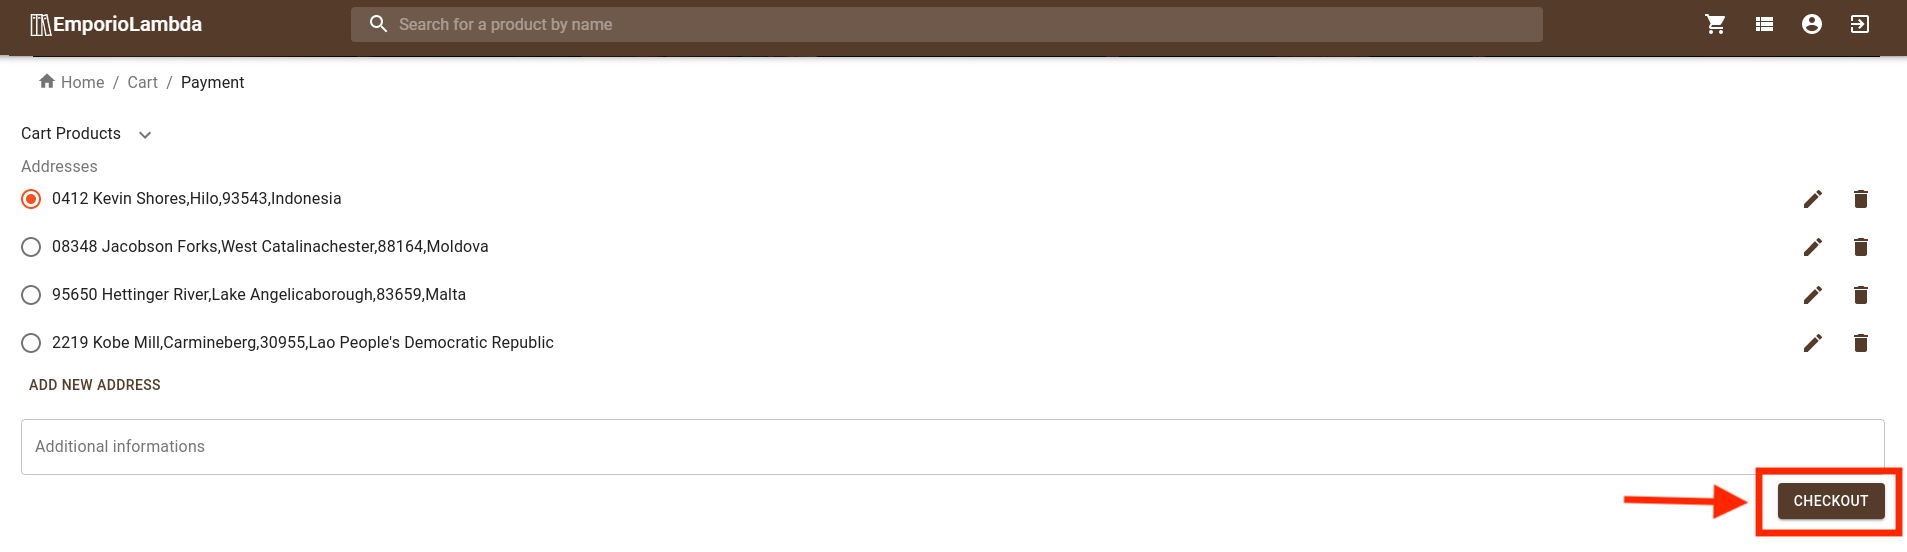 EmporioLambda
Search for a product by name
Home / Cart / Payment
Cart Products
Addresses
0412 Kevin Shores,Hilo,93543,Indonesia
08348 Jacobson Forks,West Catalinachester,88164,Moldova
95650 Hettinger River,Lake Angelicaborough,83659,Malta
2219 Kobe Mill,Carmineberg,30955,Lao People's Democratic Republic
ADD NEW ADDRESS
Additional informations
CHECKOUT